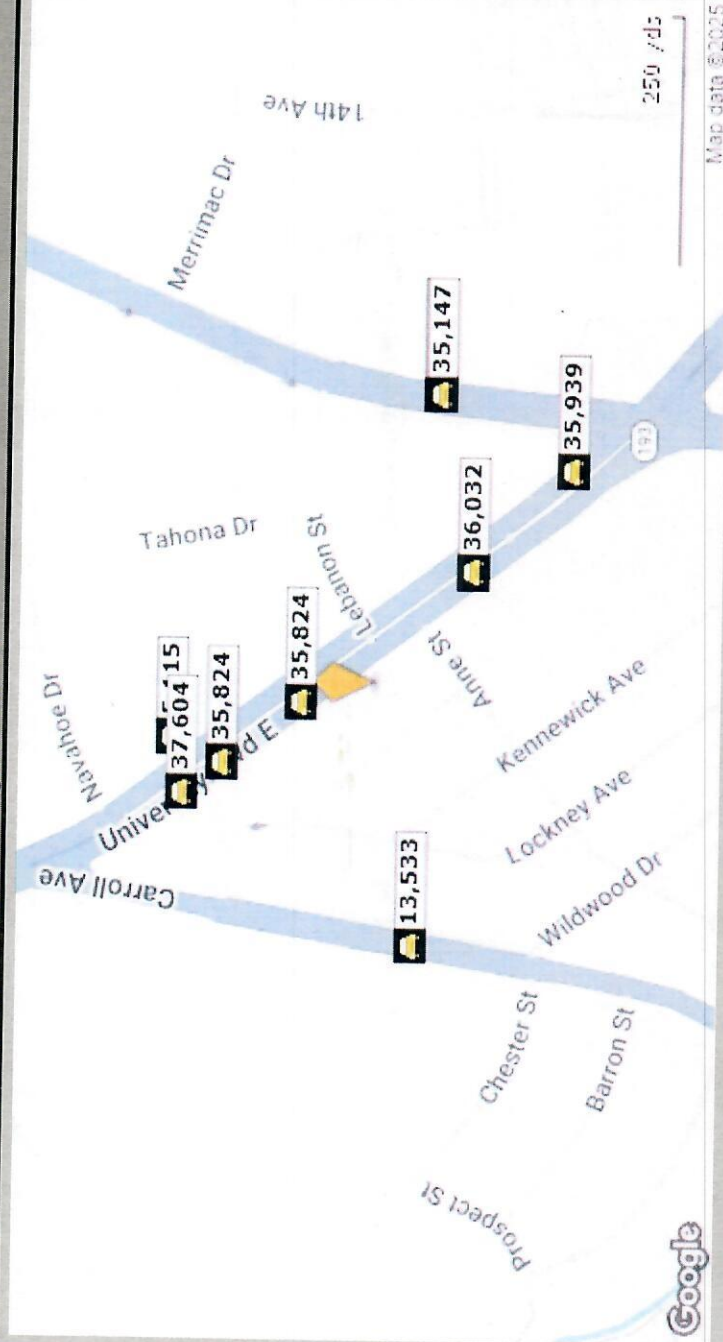 Navahoe Dr
Carroll Ave
Merrimac Dr
37,604
Tahona Dr
35,824
14th Ave
35,824
Lebanon St
13,533
35,147
Prospect St
Anne St
36,032
Chester St
Kennewick Ave
Lockney Ave
35,939
Wildwood Dr
Barron St
193
250 yds
Google
Map data ©2025